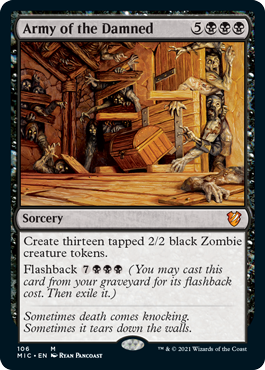 Army of the Damned 5
Sorcery
Create thirteen tapped 2/2 black Zombie
creature tokens.
Flashback 7 (You may cast this
card from your graveyard for its flashback
cost. Then exile it.)
Sometimes death comes knocking.
Sometimes it tears down the walls.
106 M
MIC • EN Ryan Pancoast
™ & © 2021 Wizards of the Coast